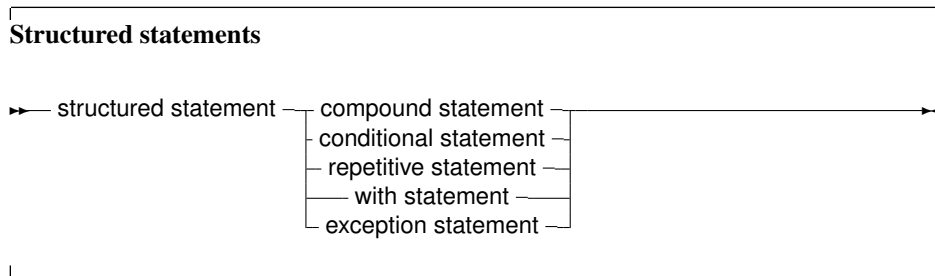 Structured statements
structured statement compound statement
conditional statement
repetitive statement
with statement
exception statement